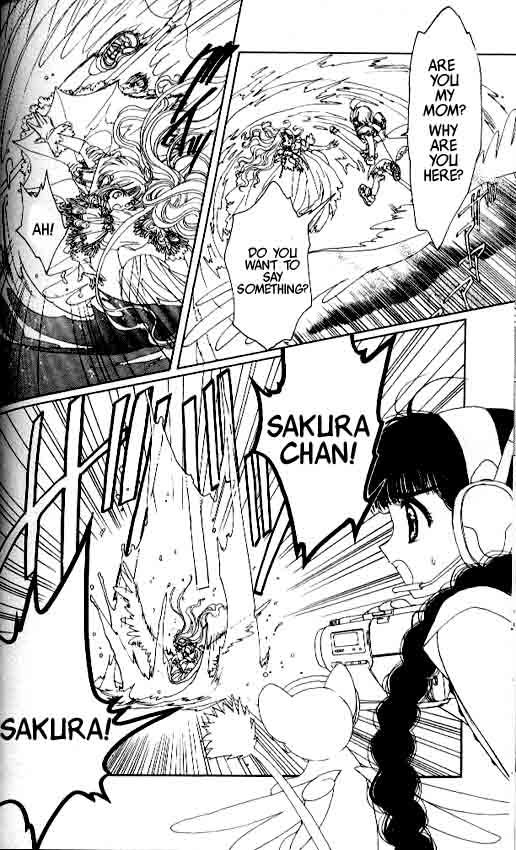 ARE
YOU
MY
MOM?
WHY
ARE
YOU
HERE?
DO YOU
WANT TO
SAY
SOMETHING?
AH!
SAKURA
CHAN!
SAKURA!